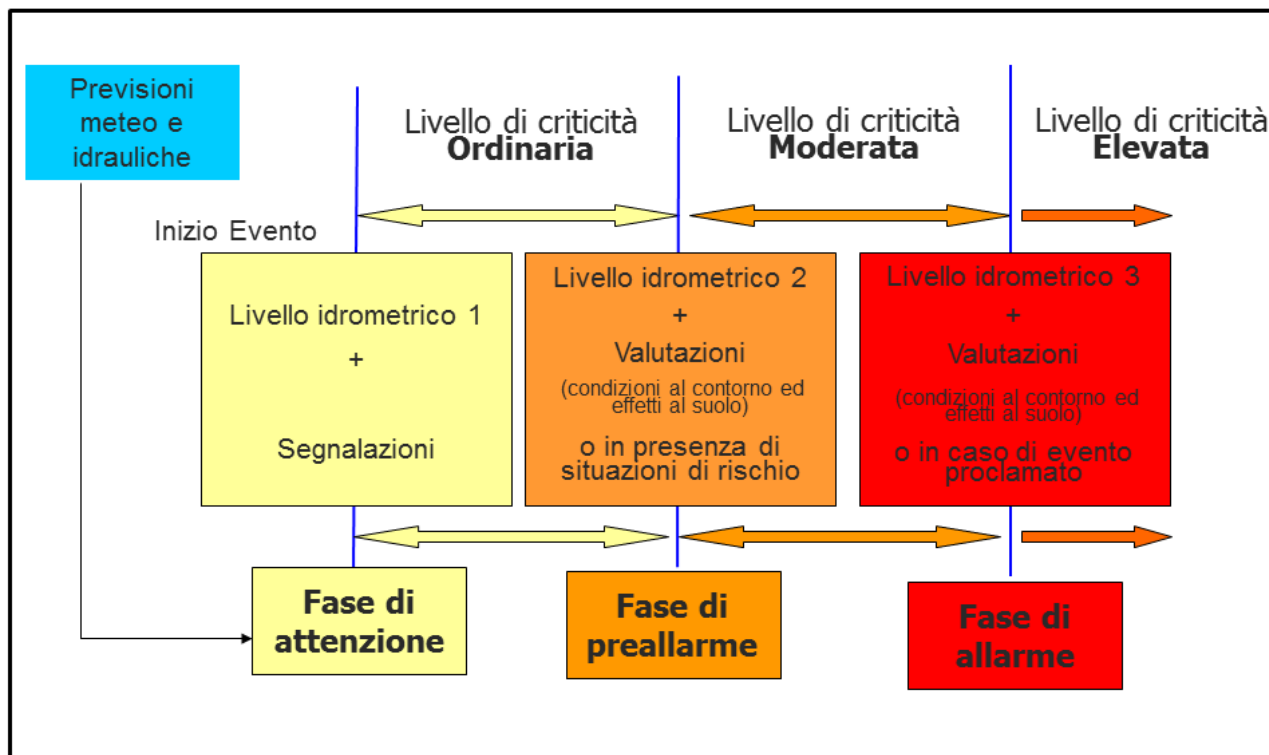 Previsioni
meteo e
idrauliche
Livello di criticità
Ordinaria
Livello di criticità
Moderata
Livello di criticità
Elevata
Inizio Evento
Livello idrometrico 1
+
Segnalazioni
Livello idrometrico 2
+
Valutazioni
(condizioni al contorno ed
effetti al suolo)
o in presenza di
situazioni di rischio
Livello idrometrico 3
+
Valutazioni
(condizioni al contorno ed
effetti al suolo)
o in caso di evento
proclamato
Fase di
attenzione
Fase di
preallarme
Fase di
allarme